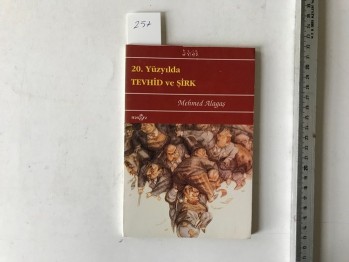 257
20. Yüzyılda
TEVHİD ve ŞİRK
Mehmed Alagaş